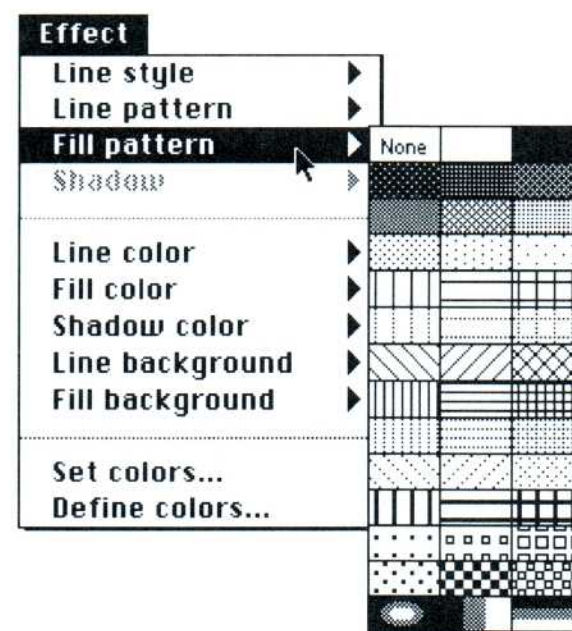 Effect
Line style
Line pattern
Fill pattern
None
Shadow
Line color
Fill color
Shadow color
Line background
Fill background
Set colors...
Define colors...